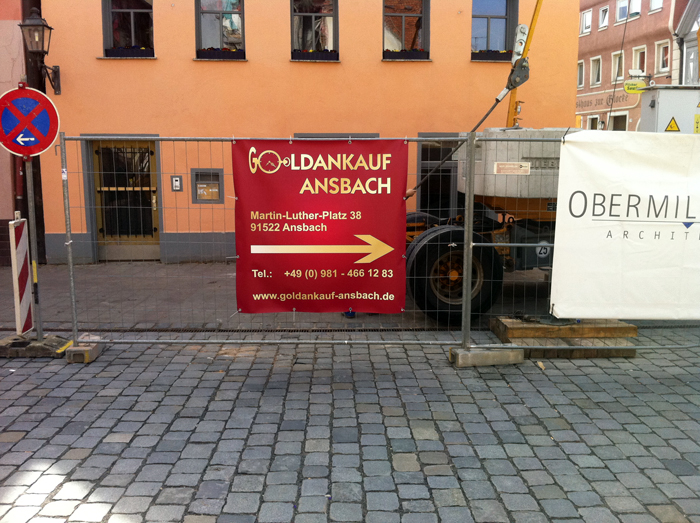 GOLDANKAUF
ANSBACH
Martin-Luther-Platz 38
91522 Ansbach
Tel.: +49 (0) 981 - 466 12 83
www.goldankauf-ansbach.de
OBERMIL
ARCHIT